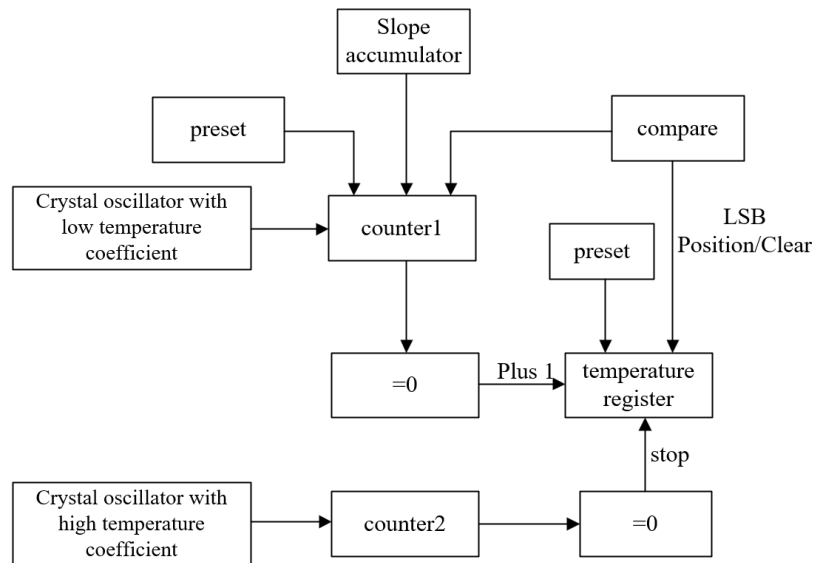 Slope
accumulator
preset
compare
Crystal oscillator with
low temperature
coefficient
counter1
LSB
Position/Clear
preset
=0
Plus 1
temperature
register
stop
Crystal oscillator with
high temperature
coefficient
counter2
=0